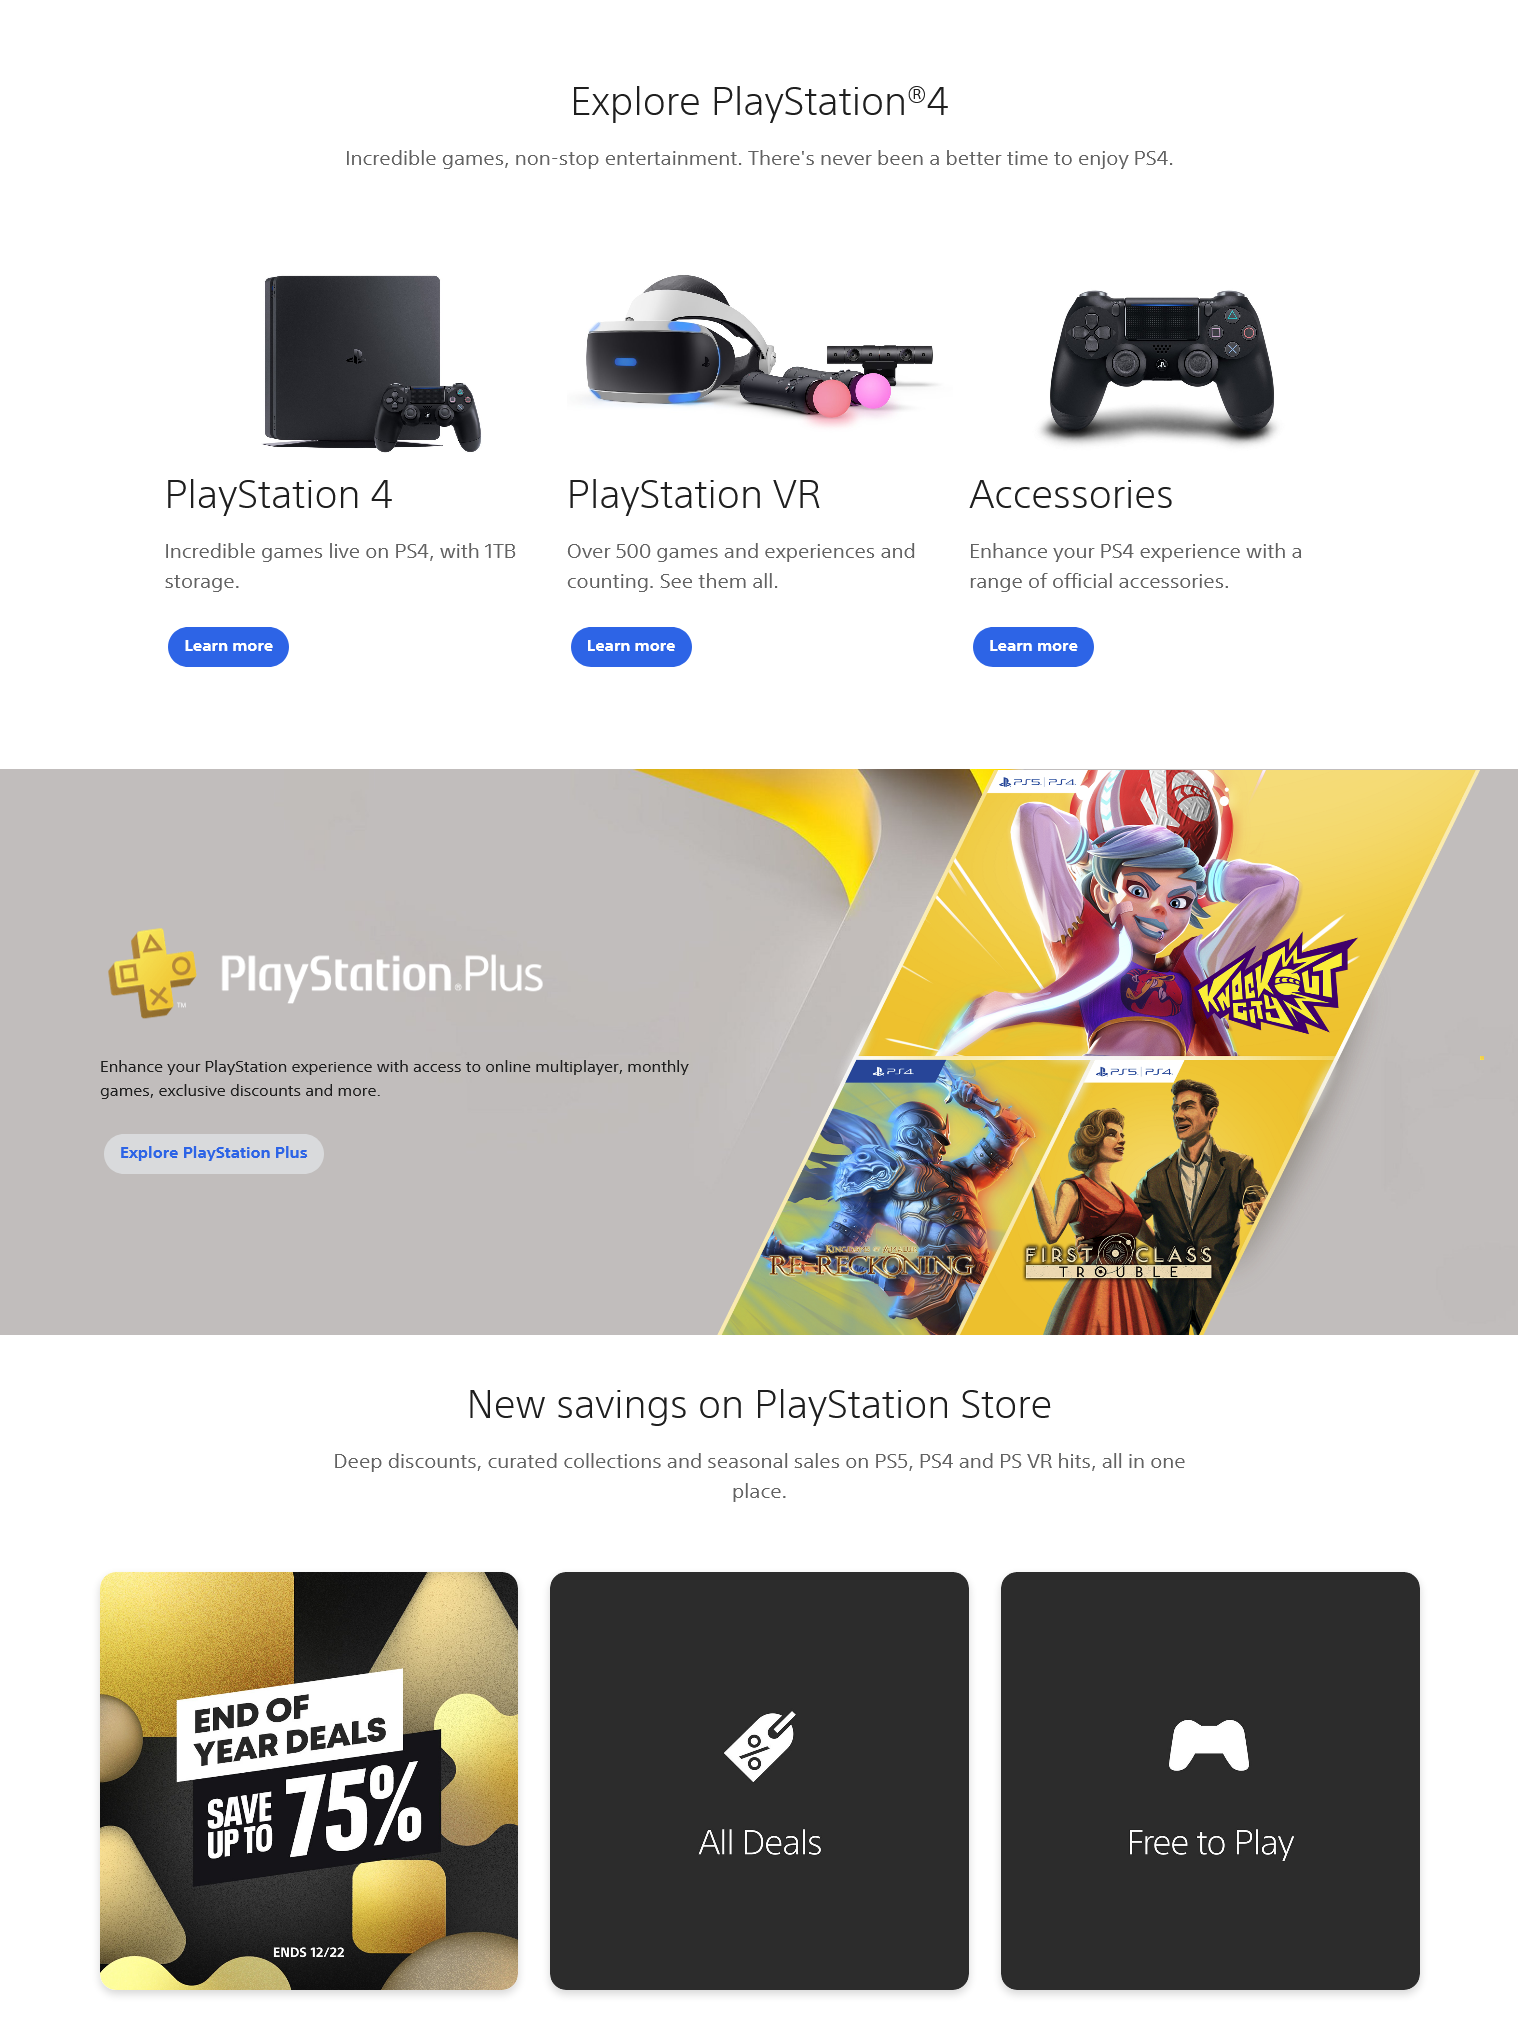 Explore PlayStation®4
Incredible games, non-stop entertainment. There's never been a better time to enjoy PS4.
PlayStation 4
Incredible games live on PS4, with 1TB
storage.
Learn more
PlayStation VR
Over 500 games and experiences and
counting. See them all.
Learn more
Accessories
Enhance your PS4 experience with a
range of official accessories.
Learn more
PlayStation®Plus
TM
Enhance your PlayStation experience with access to online multiplayer, monthly
games, exclusive discounts and more.
Explore PlayStation Plus
PS5 | PS4
KNOCKOUT
CITY
PS4
RE-RECKONING
PS5 | PS4
FIRST CLASS
TROUBLE
New savings on PlayStation Store
Deep discounts, curated collections and seasonal sales on PS5, PS4 and PS VR hits, all in one
place.
END OF
YEAR DEALS
SAVE
UP TO
75%
ENDS 12/22
All Deals
Free to Play